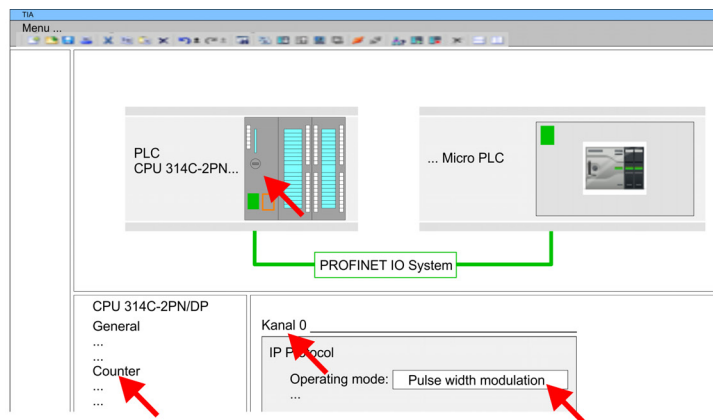 TIA
Menu ...
PLC
CPU 314C-2PN...
... Micro PLC
PROFINET IO System
CPU 314C-2PN/DP
General
...
...
Counter
...
...
Kanal 0
IP Protocol
Operating mode: Pulse width modulation
...